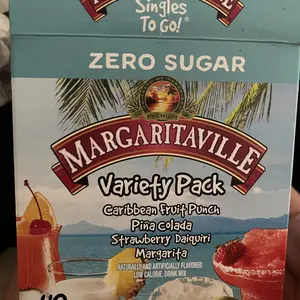 Singles
To Go!
ZERO SUGAR
PREMIUM
MARGARITAVILLE
Variety Pack
Caribbean Fruit Punch
Piña Colada
Strawberry Daiquiri
Margarita
NATURALLY AND ARTIFICIALLY FLAVORED
LOW CALORIE DRINK MIX